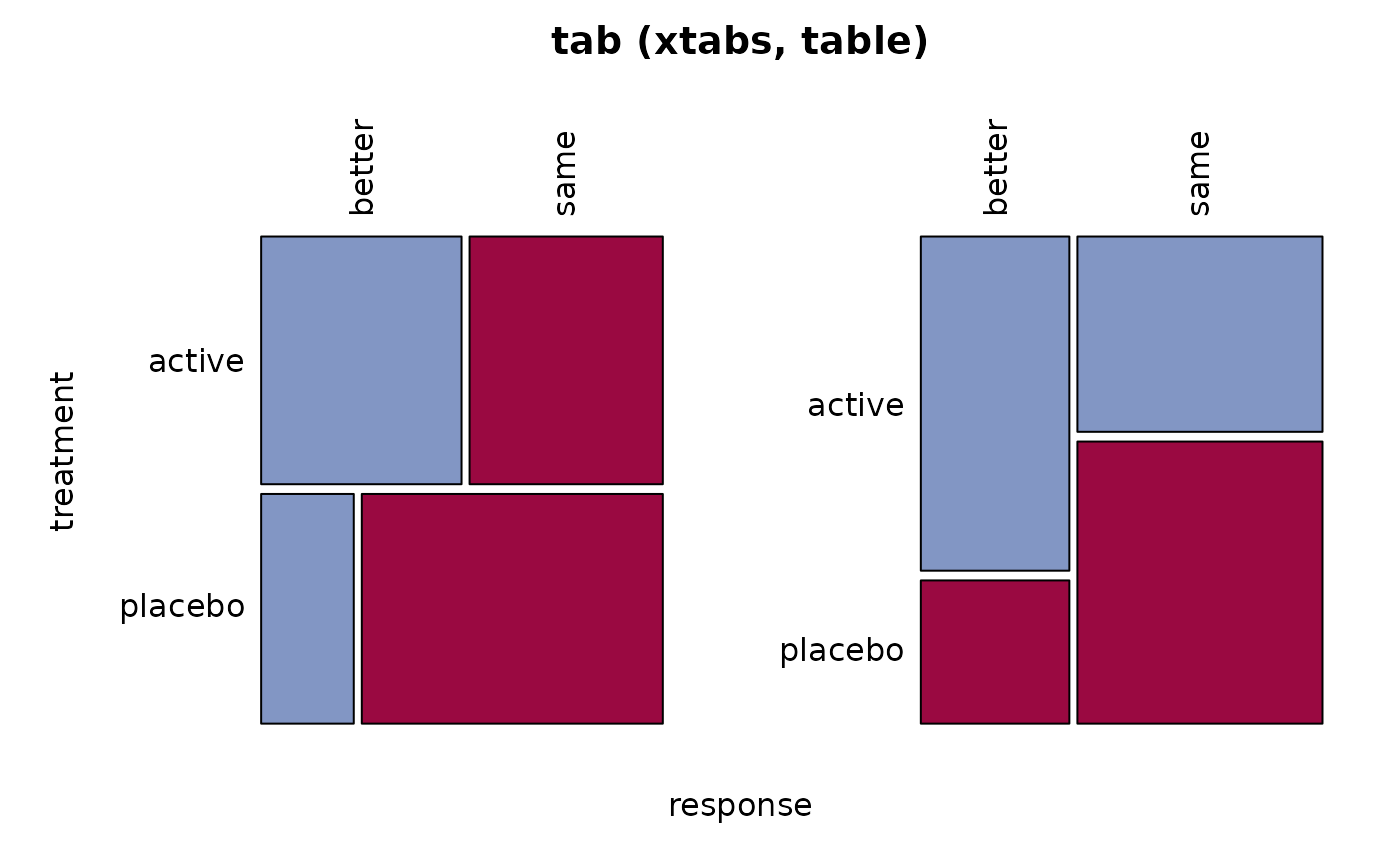 tab (xtabs, table)
better
same
better
same
treatment
active
placebo
active
placebo
response